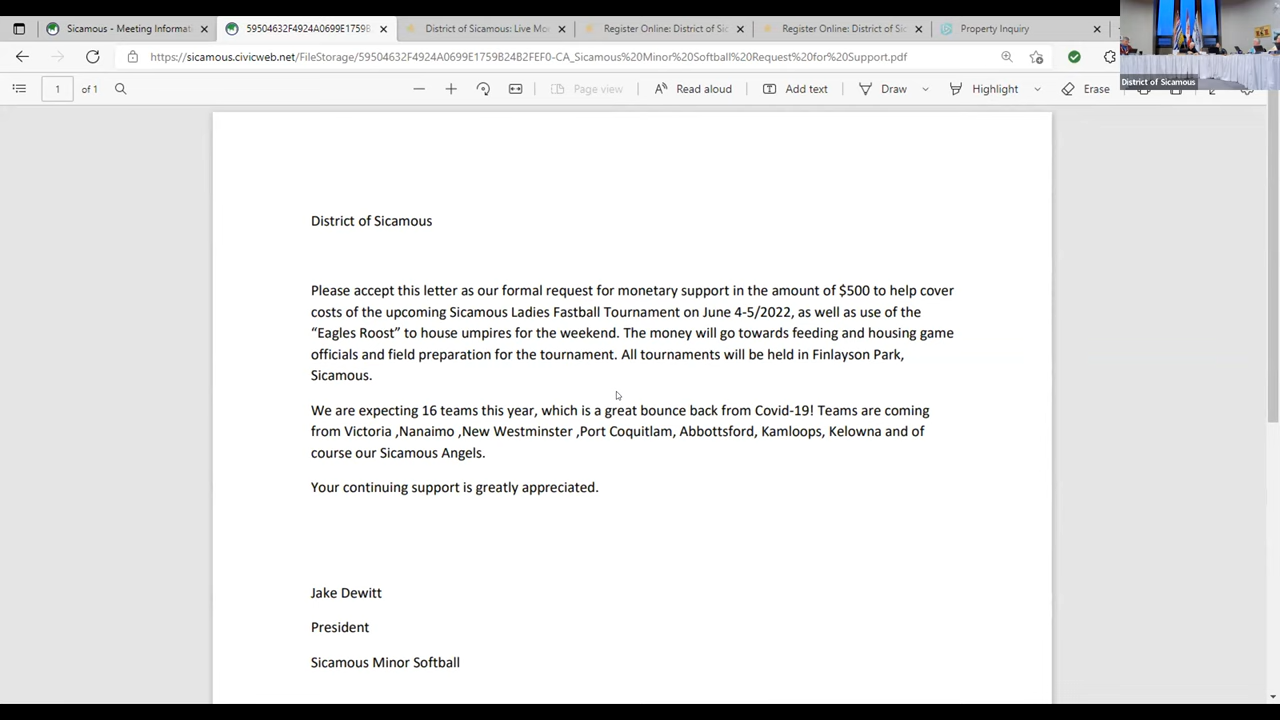 Sicamous - Meeting Informat
59504632F4924A0699E1759B
District of Sicamous: Live Mo
Register Online: District of Sic
Register Online: District of Sic
Property Inquiry
https://sicamous.civicweb.net/FileStorage/59504632F4924A0699E1759B24B2FEF0-CA_Sicamous%20Minor%20Softball%20Request%20for%20Support.pdf
1 of 1
Page view
Read aloud
Add text
Draw
Highlight
Erase
District of Sicamous
District of Sicamous
Please accept this letter as our formal request for monetary support in the amount of $500 to help cover
costs of the upcoming Sicamous Ladies Fastball Tournament on June 4-5/2022, as well as use of the
“Eagles Roost” to house umpires for the weekend. The money will go towards feeding and housing game
officials and field preparation for the tournament. All tournaments will be held in Finlayson Park,
Sicamous.
We are expecting 16 teams this year, which is a great bounce back from Covid-19! Teams are coming
from Victoria ,Nanaimo ,New Westminster ,Port Coquitlam, Abbottsford, Kamloops, Kelowna and of
course our Sicamous Angels.
Your continuing support is greatly appreciated.
Jake Dewitt
President
Sicamous Minor Softball